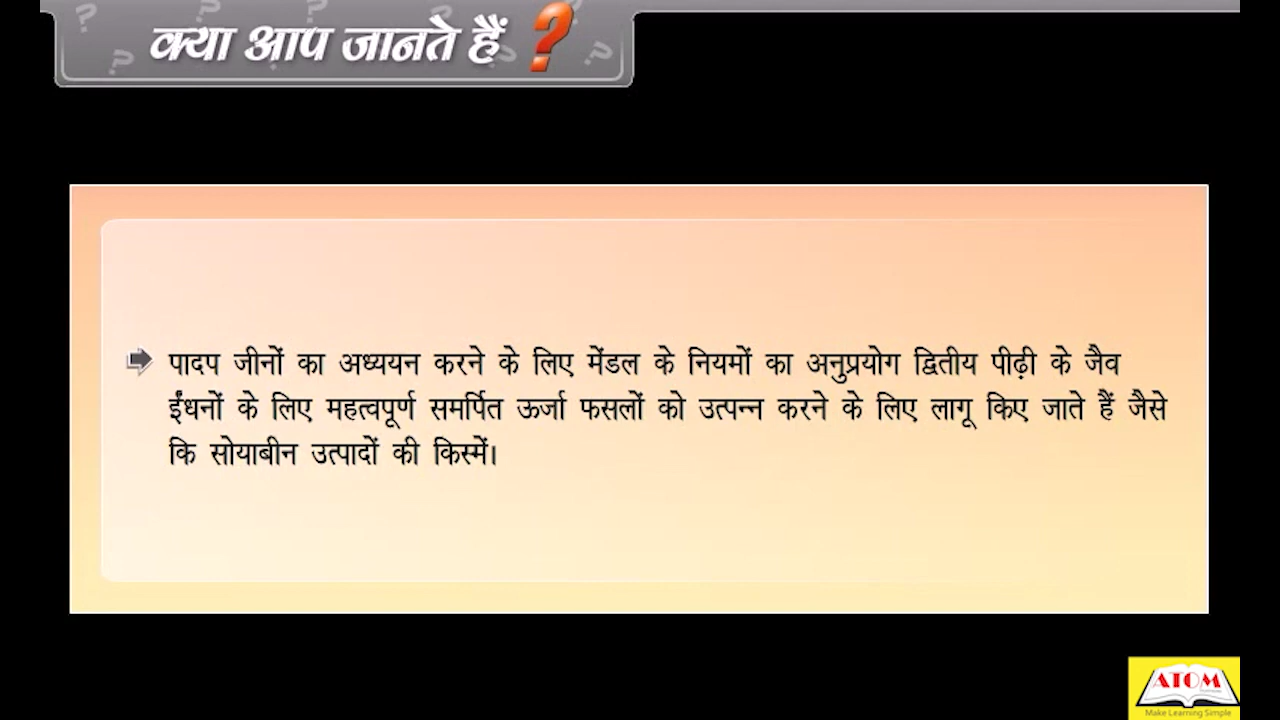 क्या आप जानते हैं ?
पादप जीनों का अध्ययन करने के लिए मेंडल के नियमों का अनुप्रयोग द्वितीय पीढ़ी के जैव
ईंधनों के लिए महत्वपूर्ण समर्पित ऊर्जा फसलों को उत्पन्न करने के लिए लागू किए जाते हैं जैसे
कि सोयाबीन उत्पादों की किस्में।
ATOM
Make Learning Simple